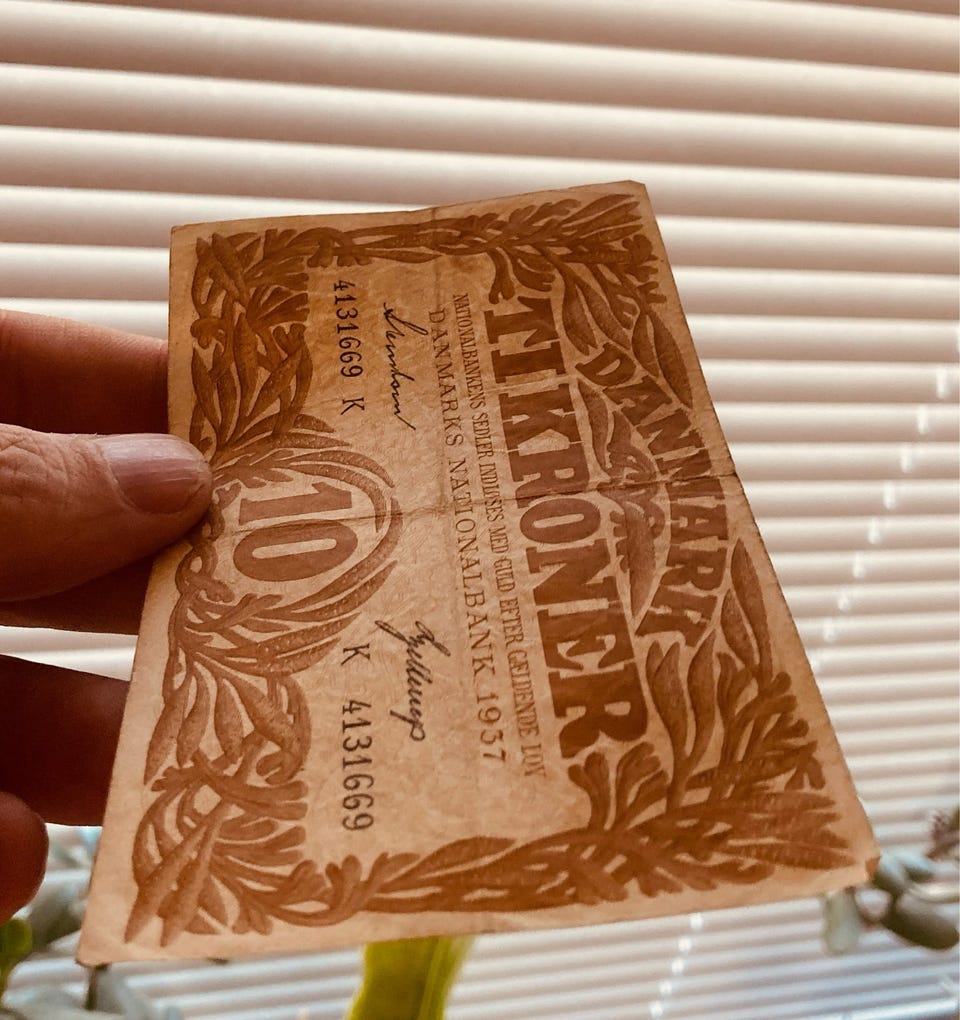 DANMARK
TI KRONER
NATIONALBANKENS SEDLER INDLØSES MED GULD EFTER GÆLDENDE LOV
DANMARKS NATIONALBANK 1937
4131669 K
K 4131669
10